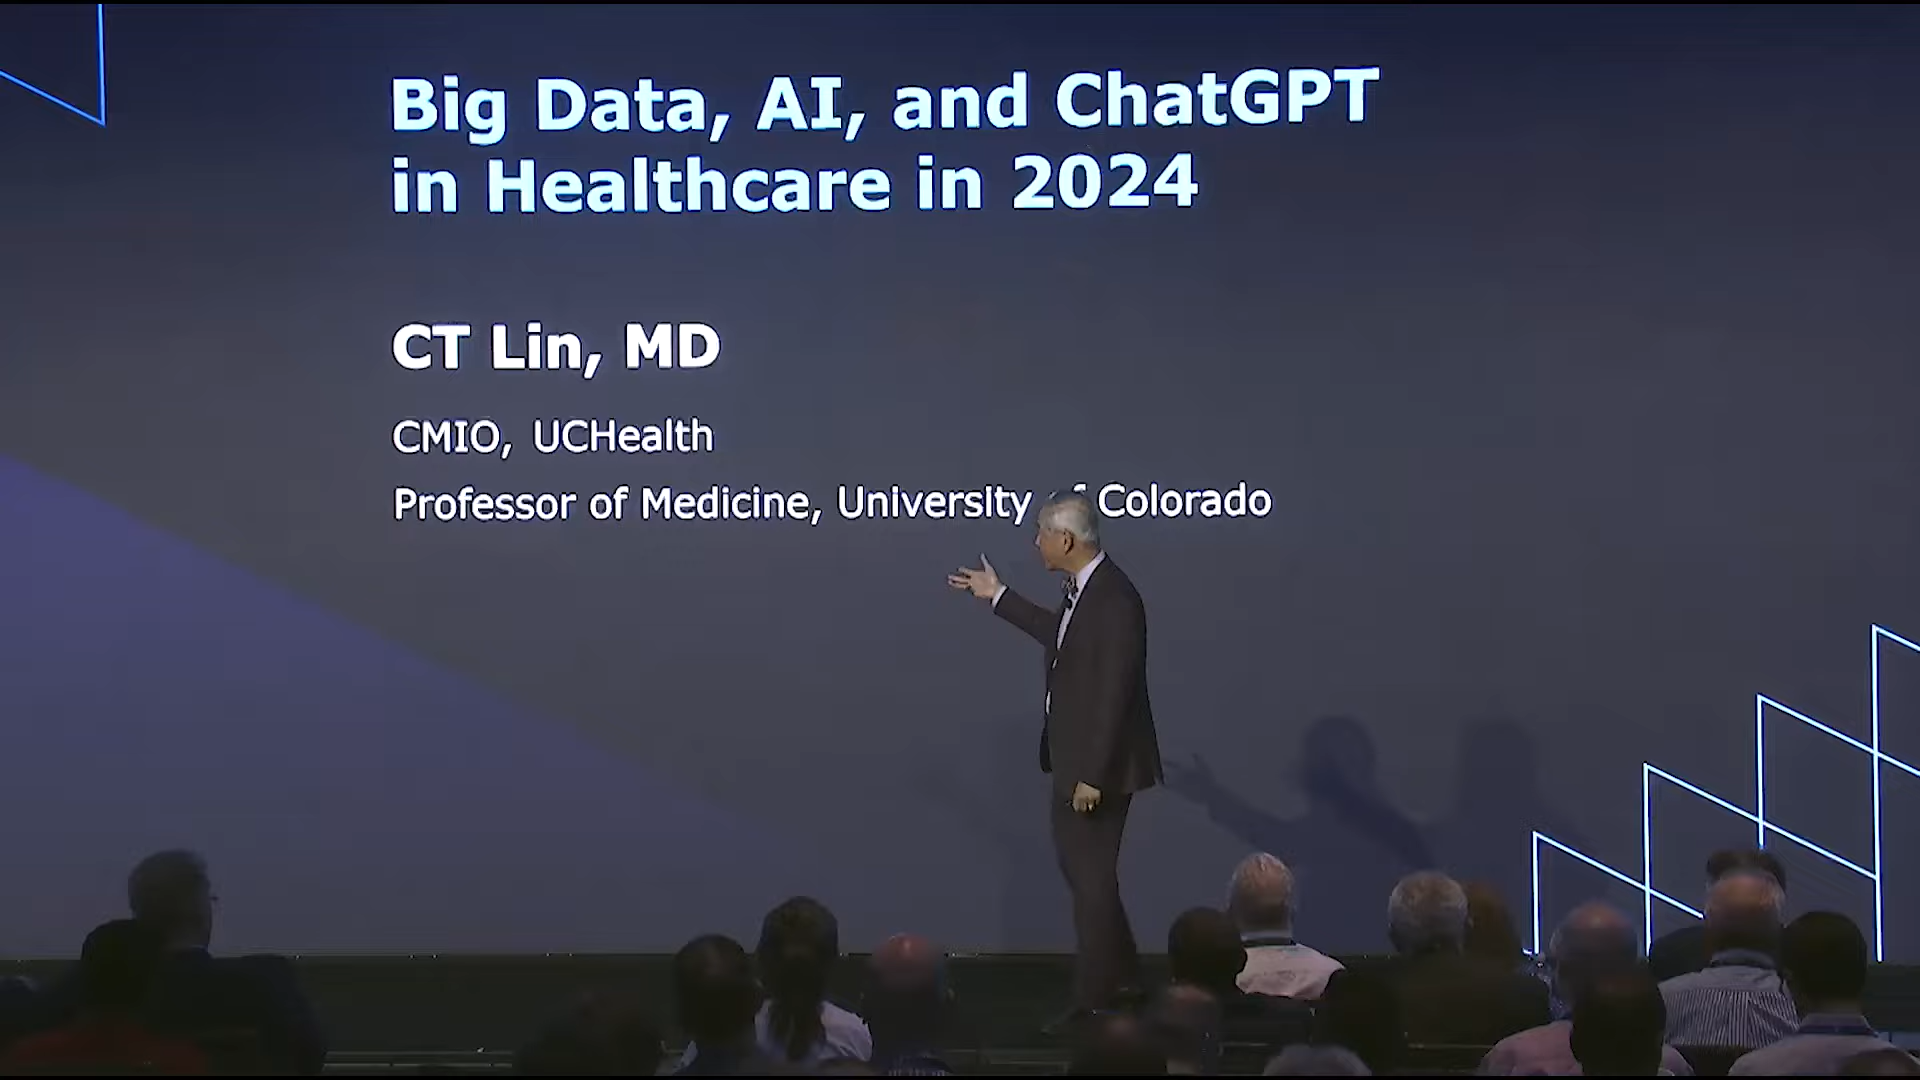 Big Data, AI, and ChatGPT
in Healthcare in 2024
CT Lin, MD
CMIO, UCHealth
Professor of Medicine, University of Colorado